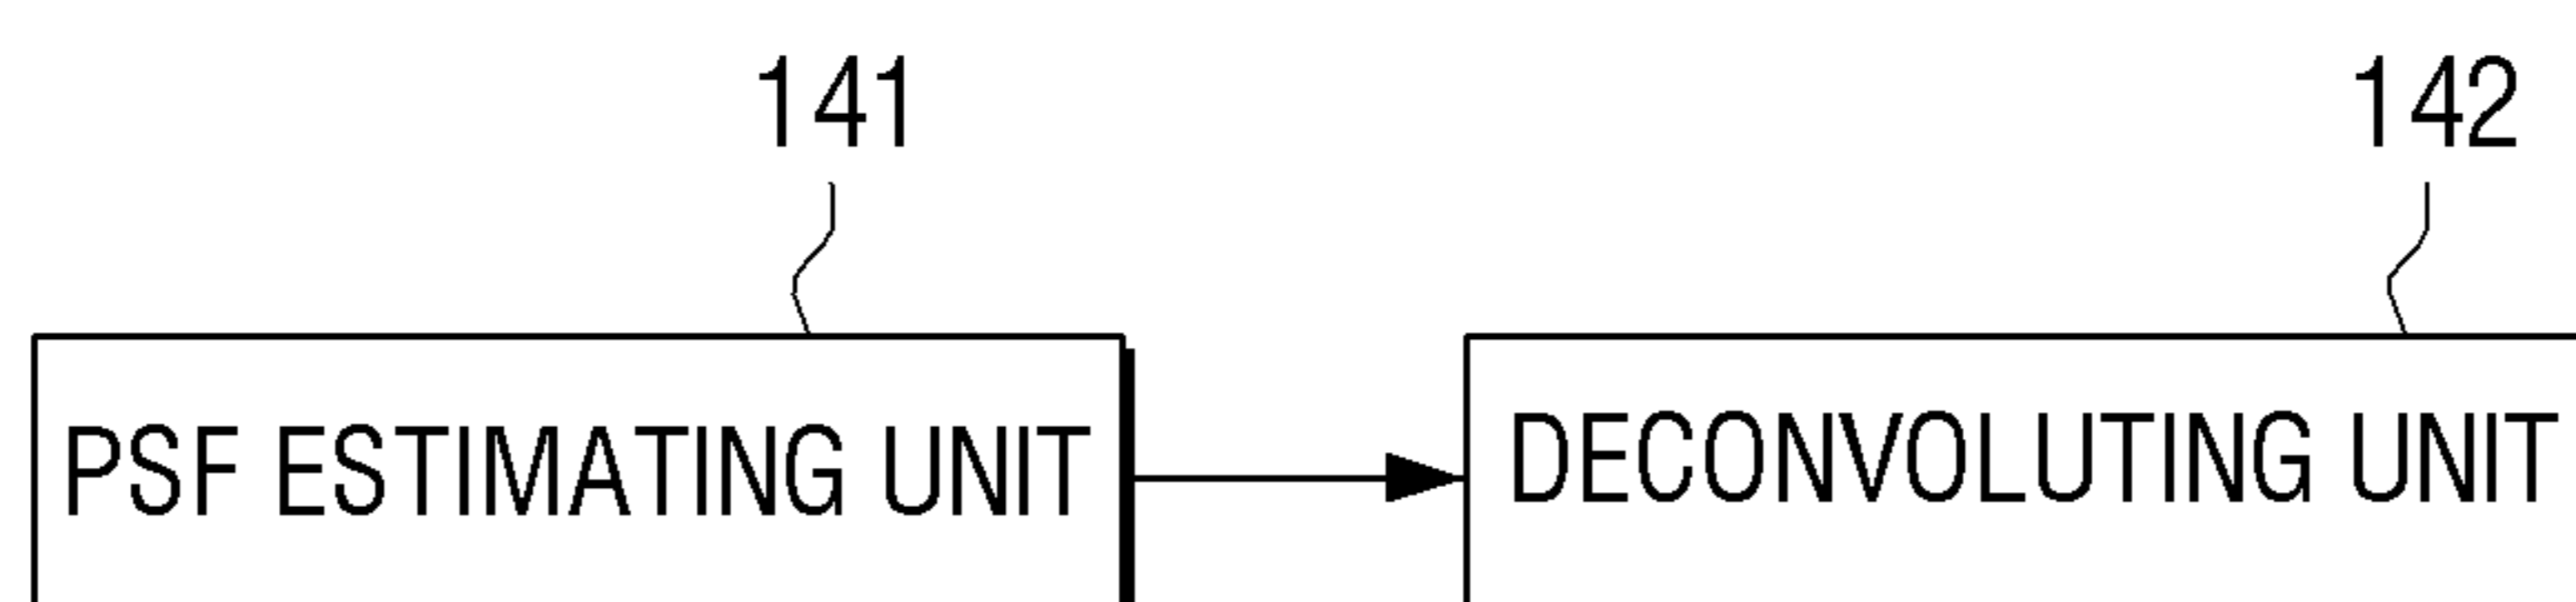 141
142
PSF ESTIMATING UNIT
DECONVOLUTING UNIT